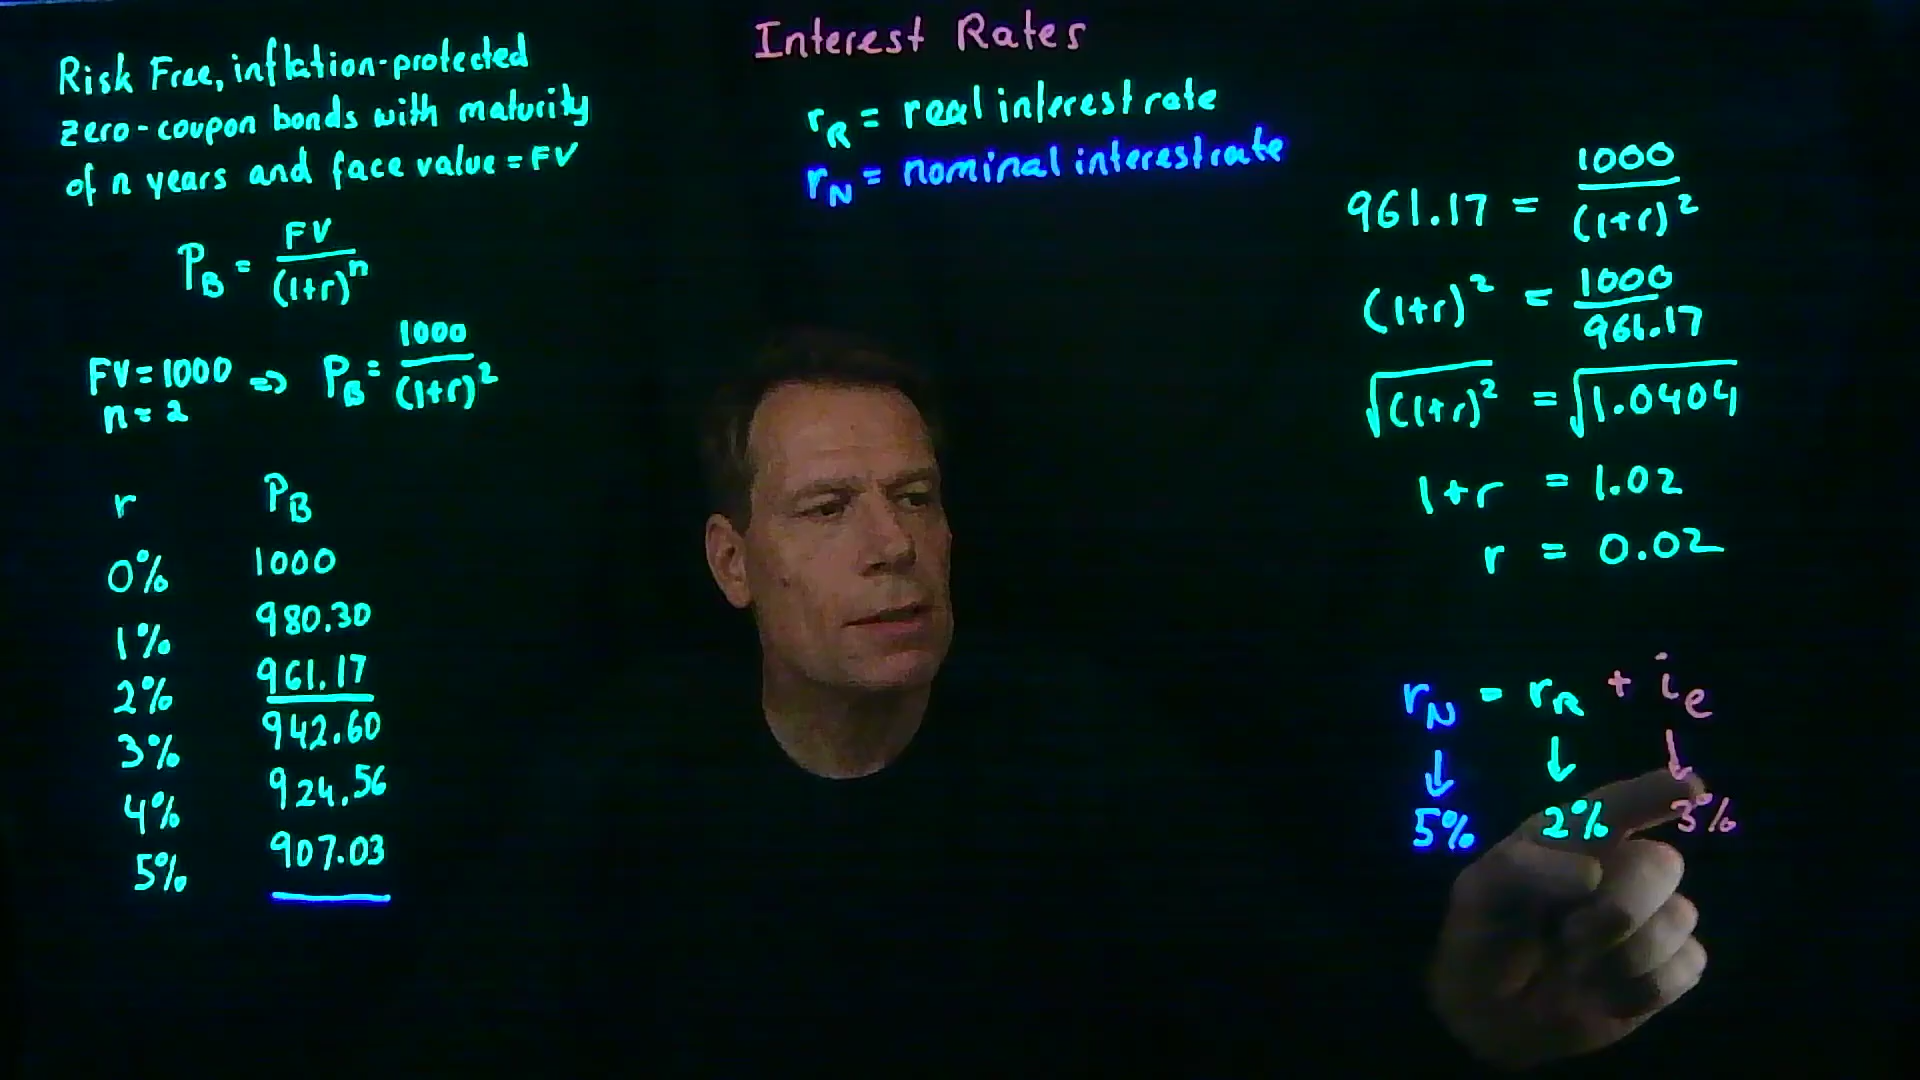 Interest Rates
Risk Free, inflation-protected
zero-coupon bonds with maturity
of n years and face value = FV
P_B = FV/(1+r)^n
FV = 1000
n = 2
=> P_B = 1000/(1+r)^2
r P_B
0% 1000
1% 980.30
2% 961.17
3% 942.60
4% 924.56
5% 907.03
r_R = real interest rate
r_N = nominal interest rate
961.17 = 1000/(1+r)^2
(1+r)^2 = 1000/961.17
√(1+r)^2 = √1.0404
1+r = 1.02
r = 0.02
r_N = r_R + i_e
↓ ↓ ↓
5% 2% 3%